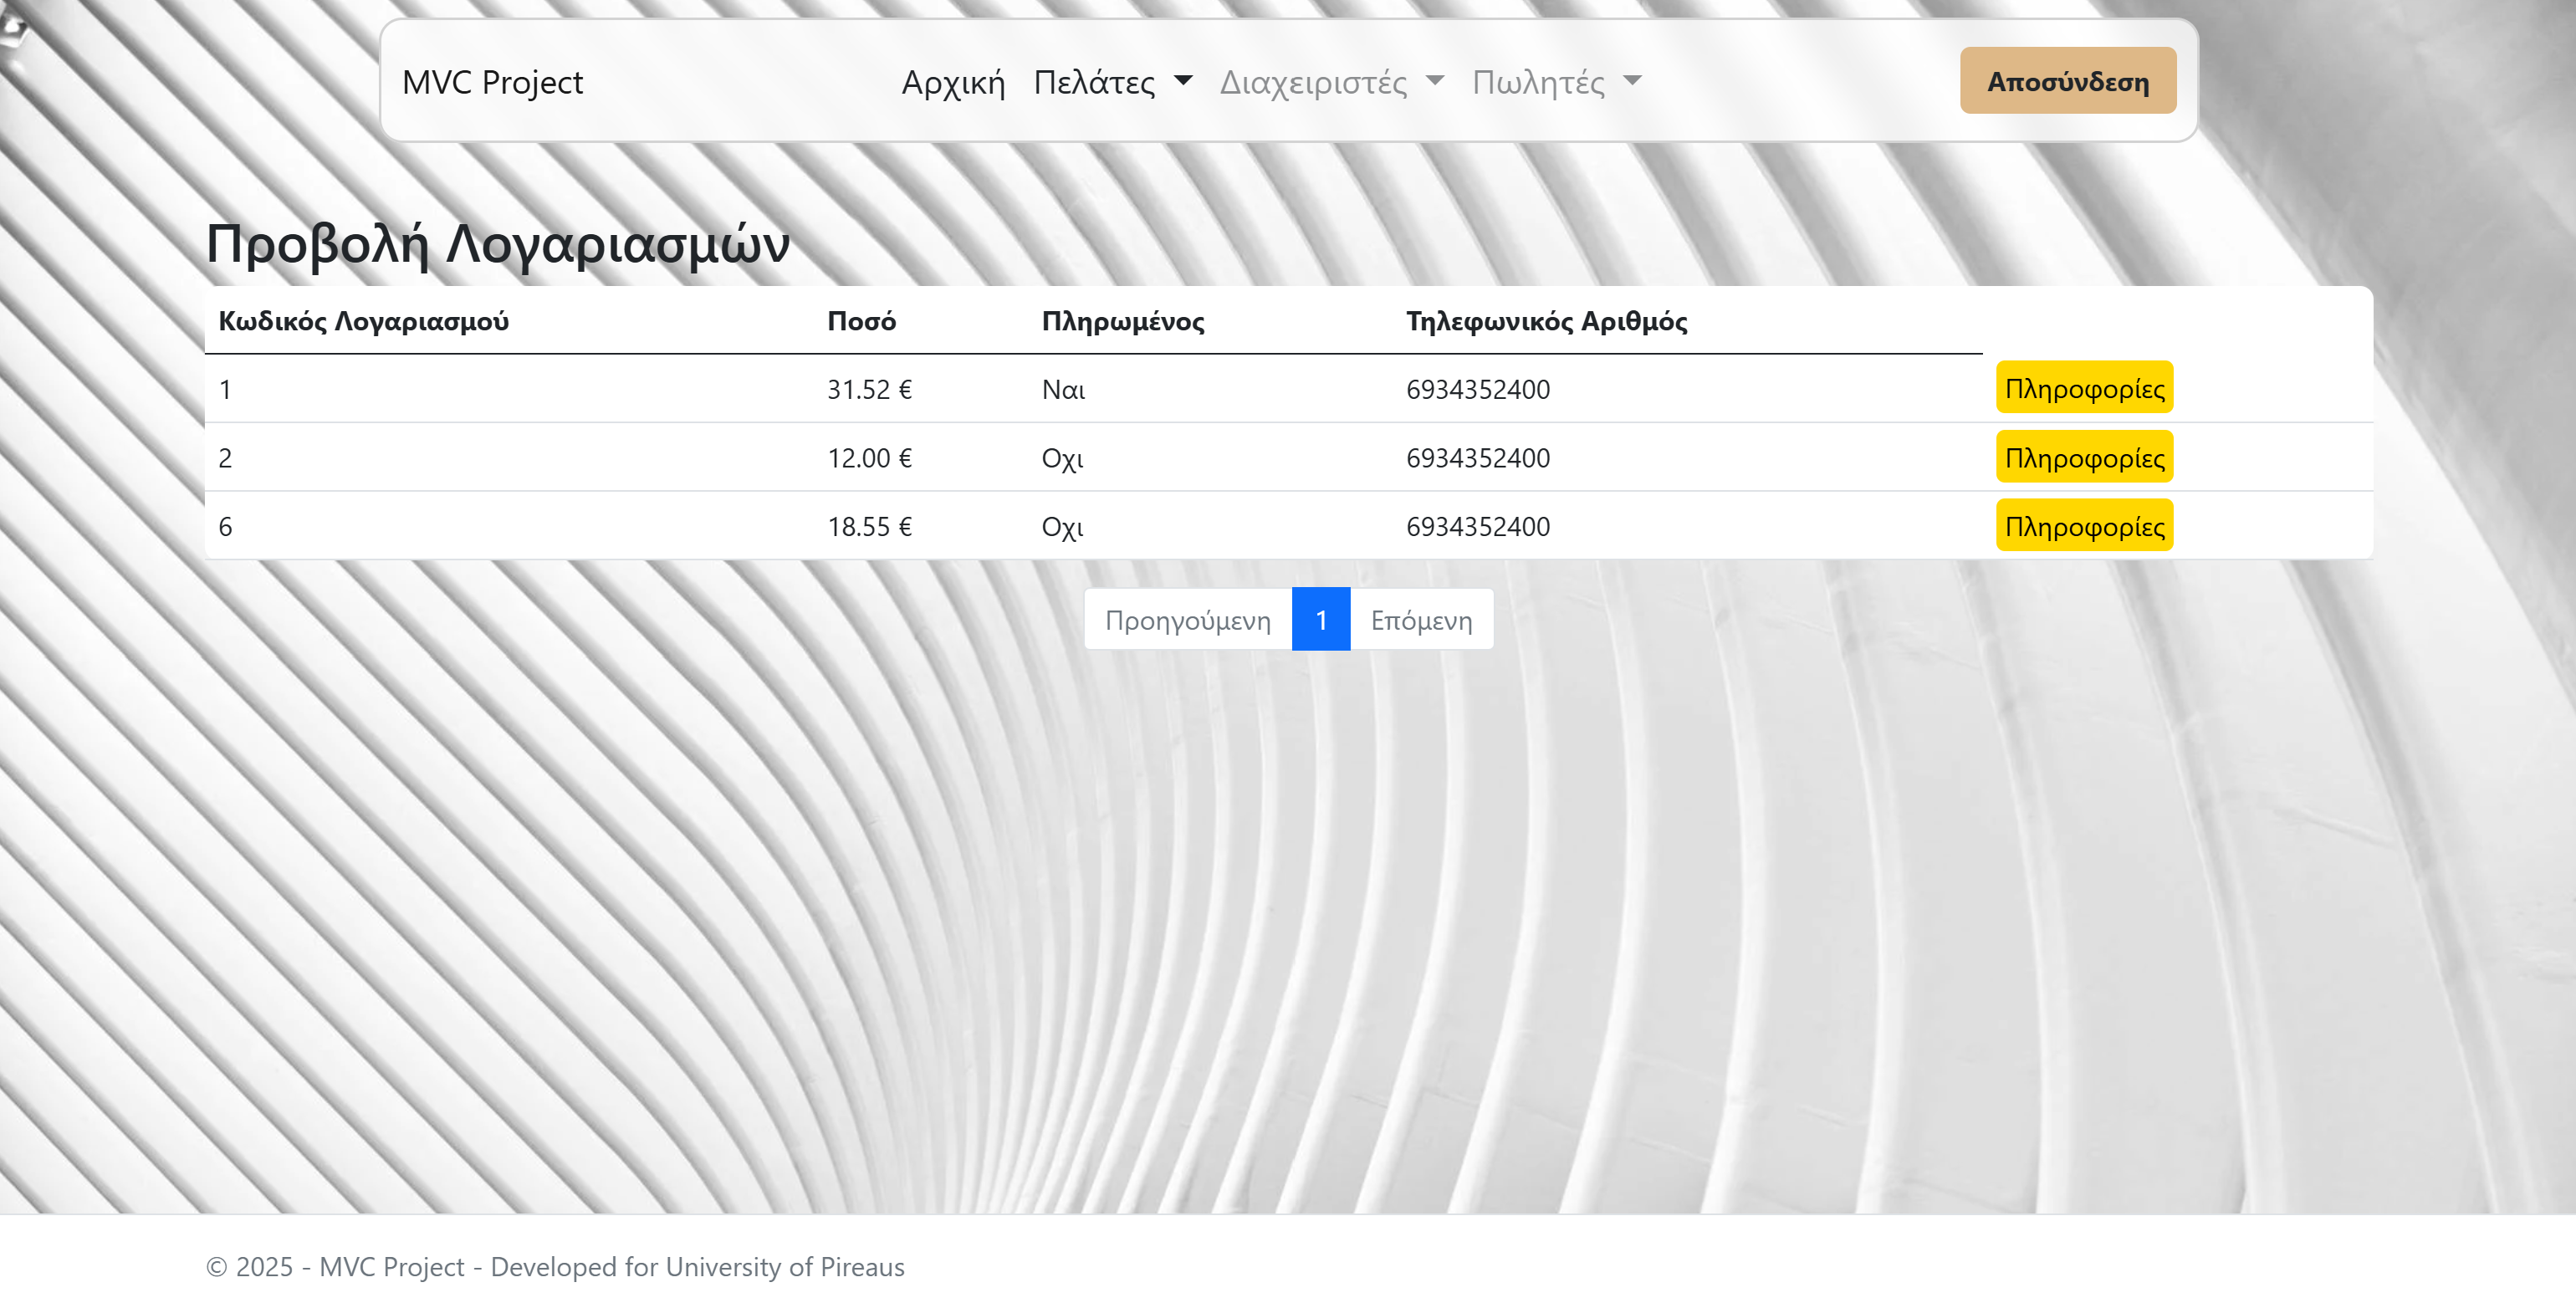 MVC Project Αρχική Πελάτες Διαχειριστές Πωλητές Αποσύνδεση
Προβολή Λογαριασμών
Κωδικός Λογαριασμού Ποσό Πληρωμένος Τηλεφωνικός Αριθμός
1 31.52 € Ναι 6934352400 Πληροφορίες
2 12.00 € Οχι 6934352400 Πληροφορίες
6 18.55 € Οχι 6934352400 Πληροφορίες
Προηγούμενη 1 Επόμενη
© 2025 - MVC Project - Developed for University of Pireaus